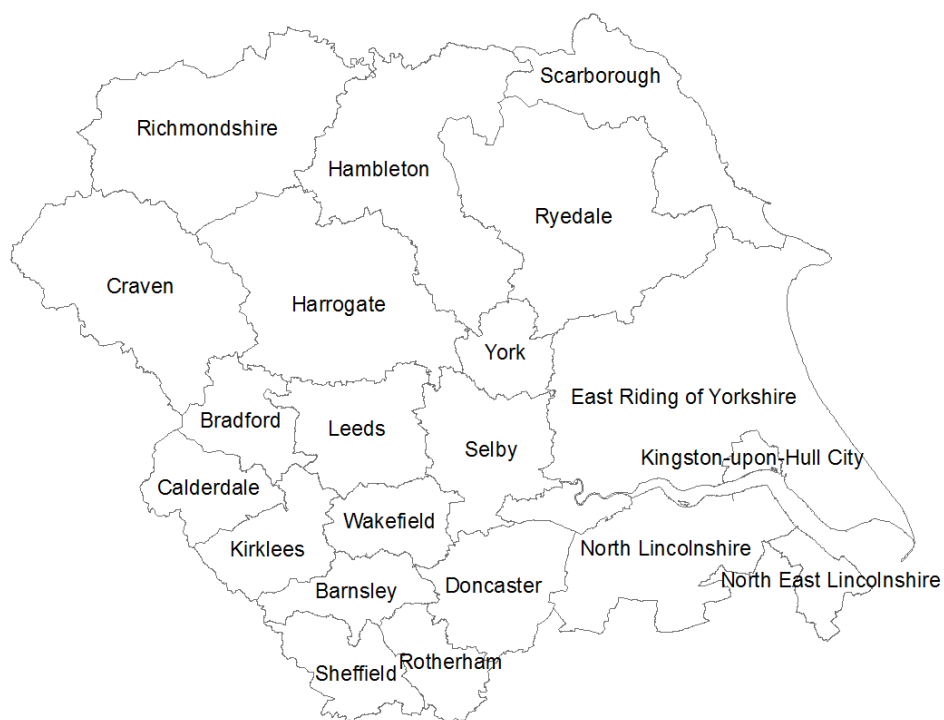 Scarborough
Richmondshire
Hambleton
Ryedale
Craven
Harrogate
York
East Riding of Yorkshire
Bradford
Leeds
Selby
Kingston-upon-Hull City
Calderdale
Wakefield
Kirklees
North Lincolnshire
Barnsley
Doncaster
North East Lincolnshire
Rotherham
Sheffield